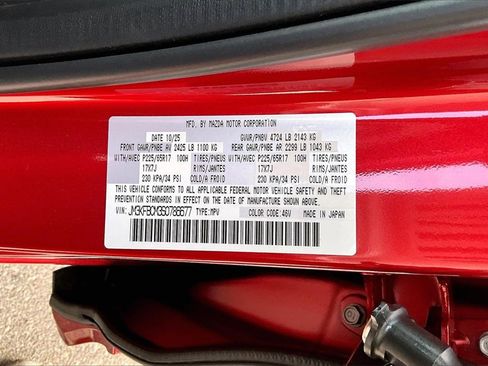 MFD. BY MAZDA MOTOR CORPORATION
DATE 10/25 GVWR/PNBV 4724 LB 2143 KG
FRONT GAWR/PNBE AV 2425 LB 1100 KG REAR GAWR/PNBE AR 2299 LB 1043 KG
WITH/AVEC P225/65R17 100H TIRES/PNEUS WITH/AVEC P225/65R17 100H TIRES/PNEUS
17X7J RIMS/JANTES 17X7J RIMS/JANTES
230 KPA/34 PSI COLD/A FROID 230 KPA/34 PSI COLD/A FROID
THIS VEHICLE CONFORMS TO ALL APPLICABLE FEDERAL MOTOR VEHICLE SAFETY,
BUMPER, AND THEFT PREVENTION STANDARDS IN EFFECT ON THE DATE OF
MANUFACTURE SHOWN ABOVE.
VIN: JM3KFBCM3S0786677 TYPE:MPV COLOR CODE:46V MADE IN JAPAN